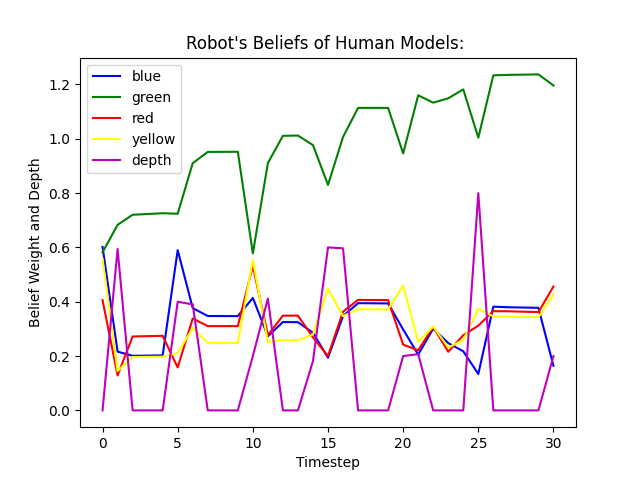 Robot's Beliefs of Human Models:
blue
green
red
yellow
depth
Belief Weight and Depth
1.2
1.0
0.8
0.6
0.4
0.2
0.0
0 5 10 15 20 25 30
Timestep